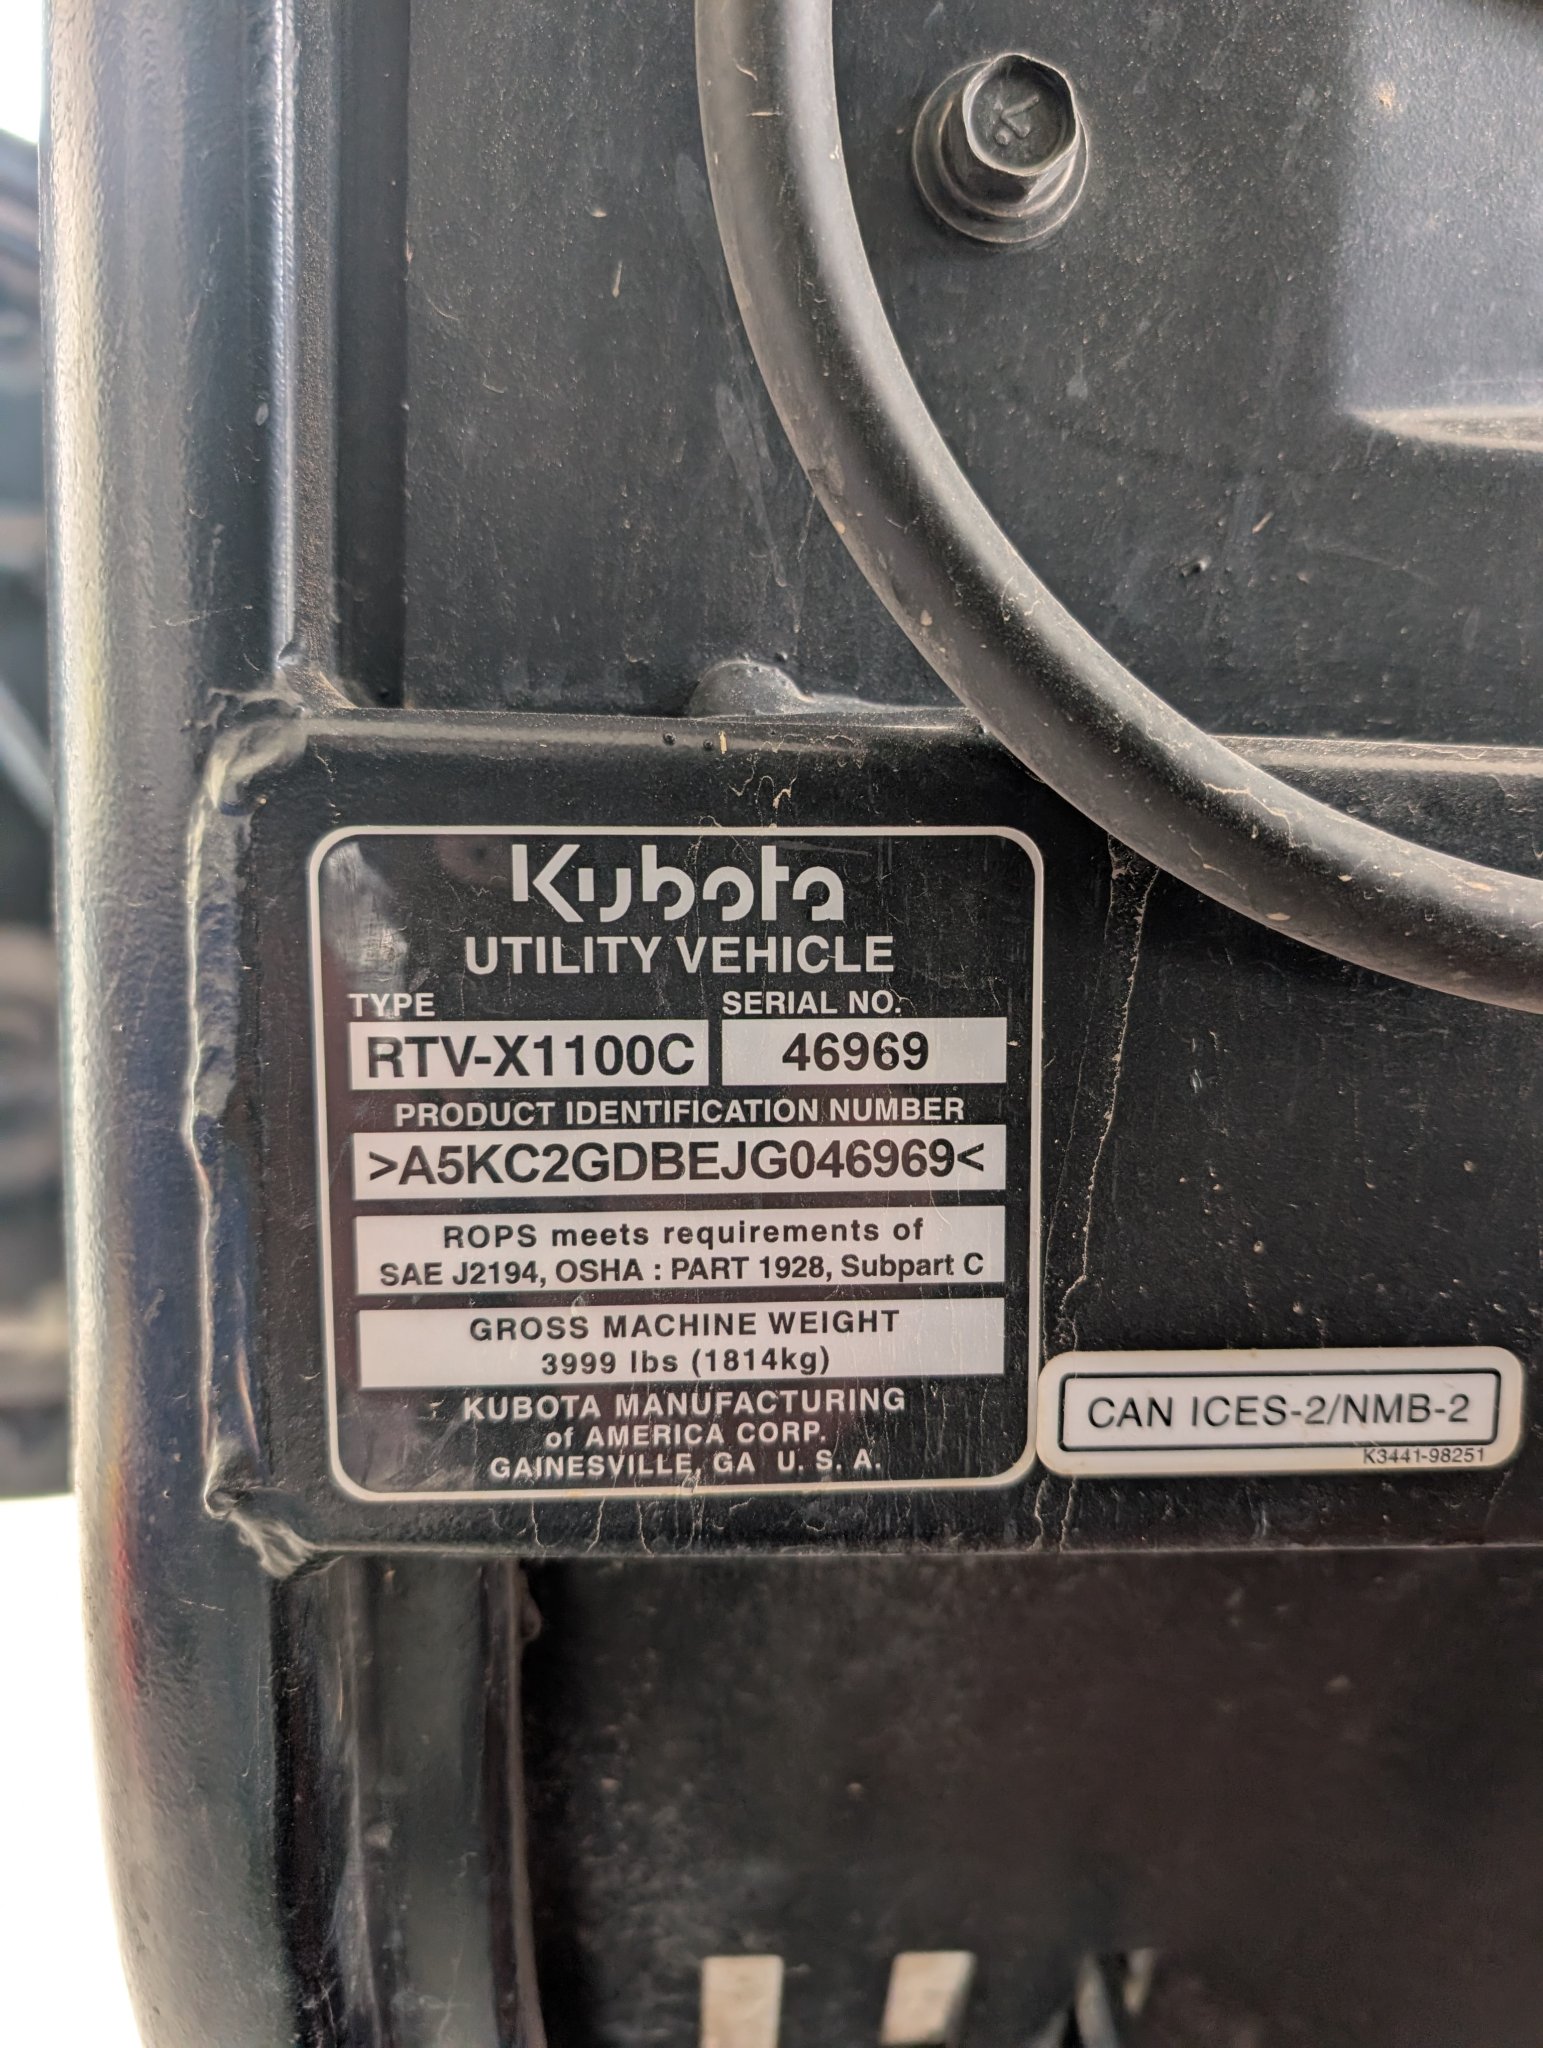 Kubota
UTILITY VEHICLE
TYPE SERIAL NO.
RTV-X1100C 46969
PRODUCT IDENTIFICATION NUMBER
>A5KC2GDBEJG046969<
ROPS meets requirements of
SAE J2194, OSHA : PART 1928, Subpart C
GROSS MACHINE WEIGHT
3999 lbs (1814kg)
KUBOTA MANUFACTURING
of AMERICA CORP.
GAINESVILLE, GA U. S. A.
CAN ICES-2/NMB-2
K3441-98251